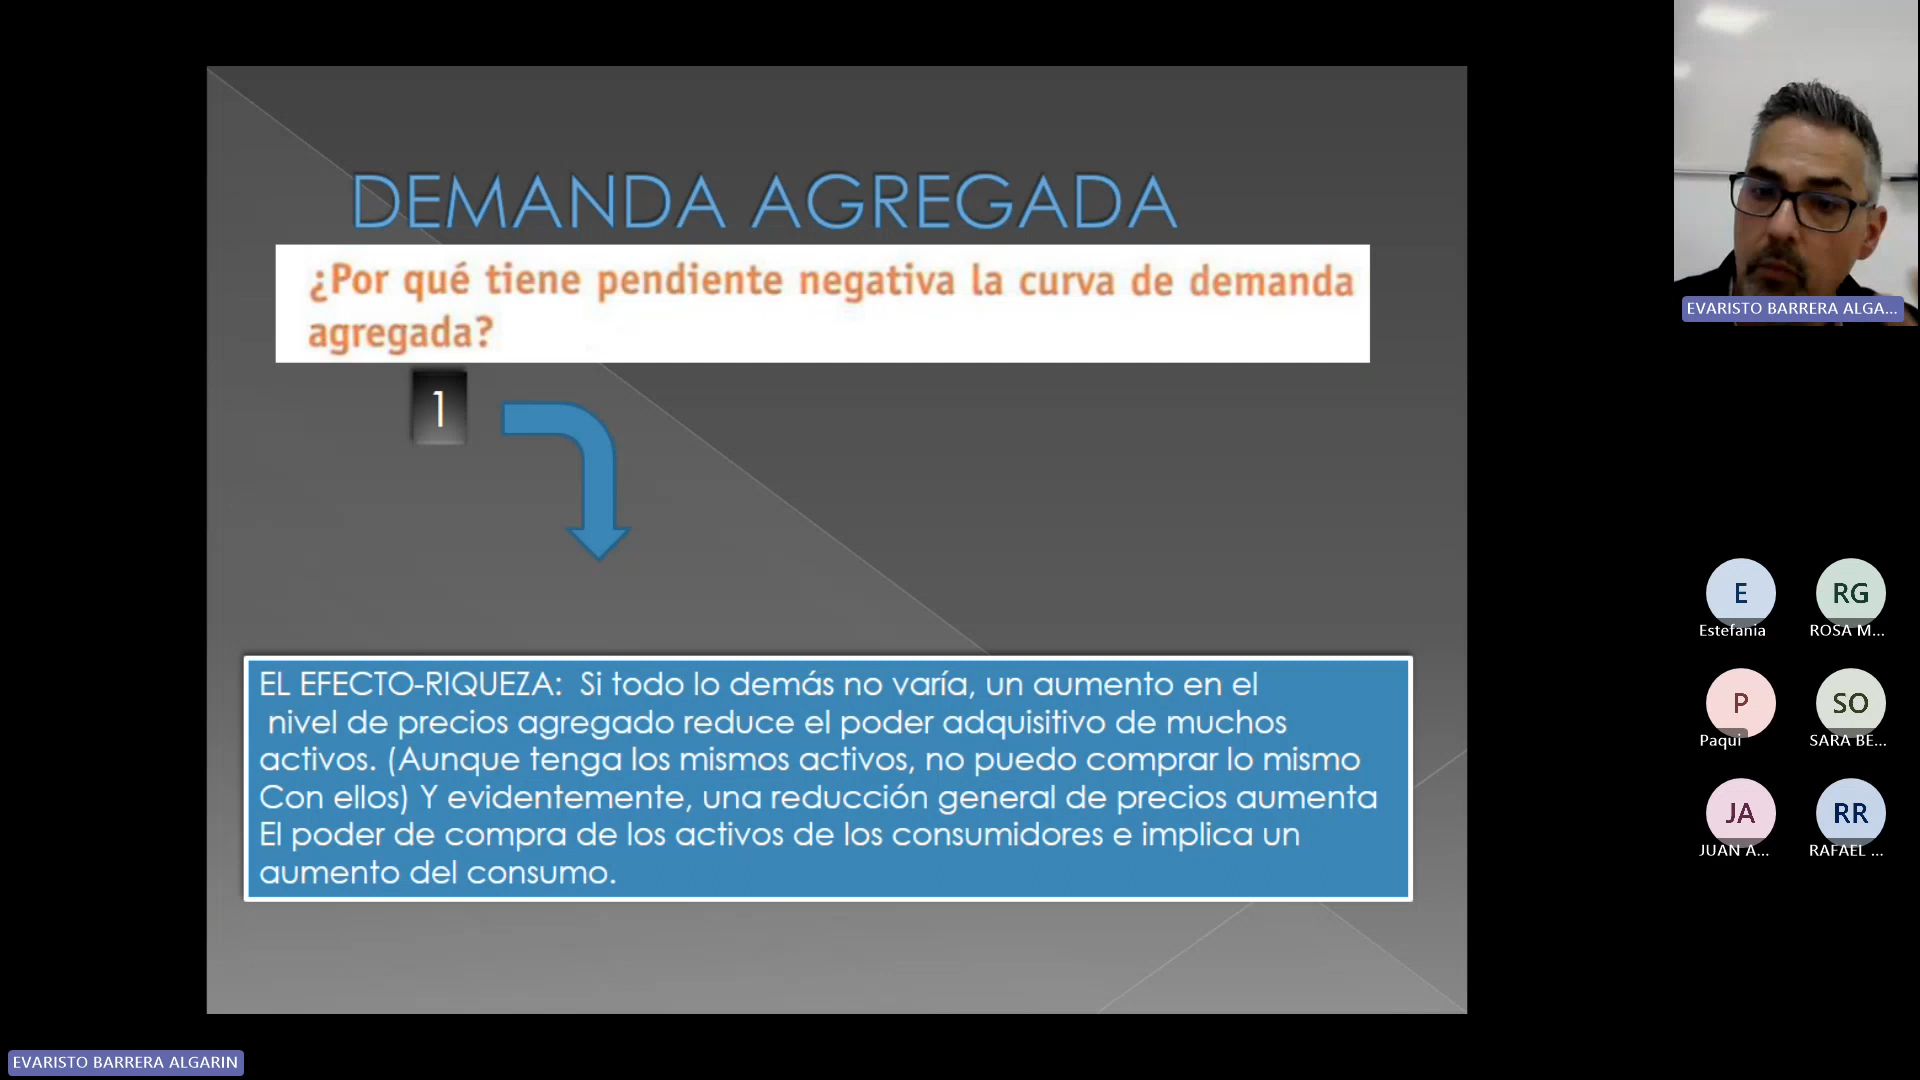 DEMANDA AGREGADA
¿Por qué tiene pendiente negativa la curva de demanda
agregada?
1
EL EFECTO-RIQUEZA: Si todo lo demás no varía, un aumento en el
nivel de precios agregado reduce el poder adquisitivo de muchos
activos. (Aunque tenga los mismos activos, no puedo comprar lo mismo
Con ellos) Y evidentemente, una reducción general de precios aumenta
El poder de compra de los activos de los consumidores e implica un
aumento del consumo.
EVARISTO BARRERA ALGA...
E
Estefania
RG
ROSA M...
P
Paqui
SO
SARA BE...
JA
JUAN A...
RR
RAFAEL ...
EVARISTO BARRERA ALGARIN